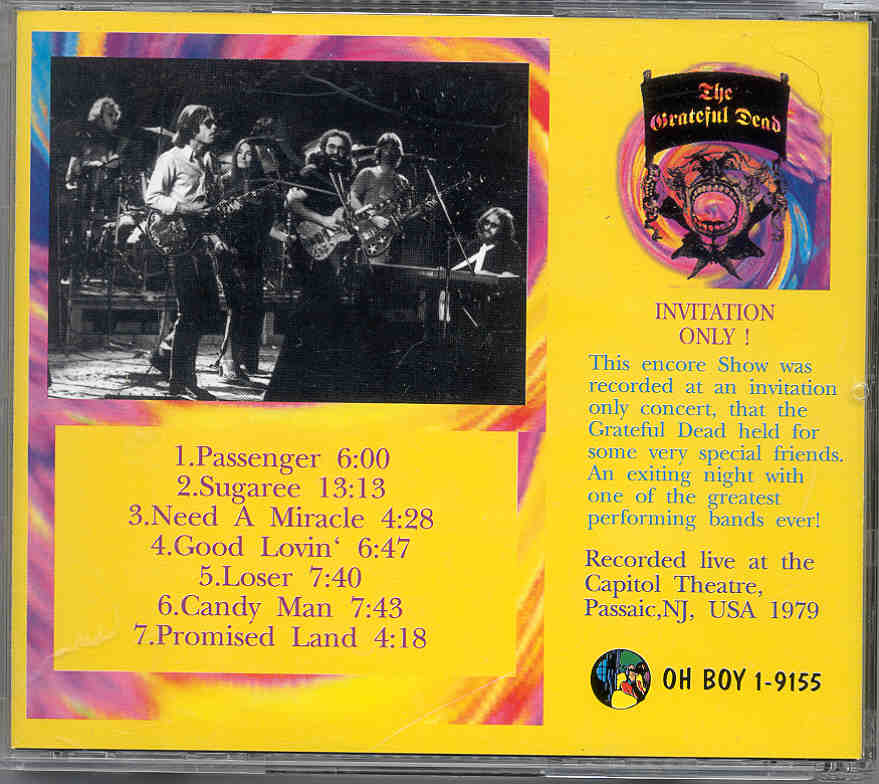 The
Grateful Dead
INVITATION
ONLY !
This encore Show was
recorded at an invitation
only concert, that the
Grateful Dead held for
some very special friends.
An exiting night with
one of the greatest
performing bands ever!
Recorded live at the
Capitol Theatre,
Passaic,NJ, USA 1979
OH BOY 1-9155
1.Passenger 6:00
2.Sugaree 13:13
3.Need A Miracle 4:28
4.Good Lovin‘ 6:47
5.Loser 7:40
6.Candy Man 7:43
7.Promised Land 4:18